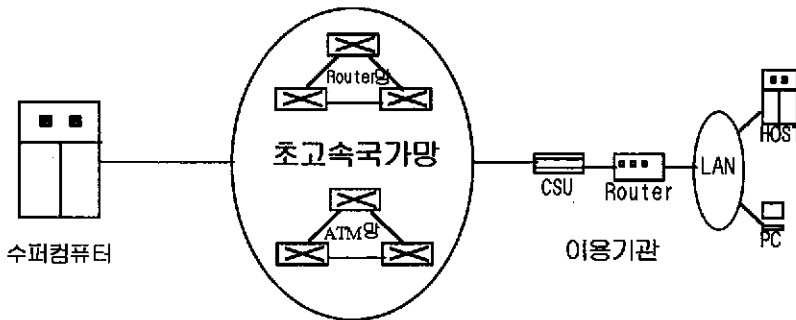 Router망
초고속국가망
ATM망
수퍼컴퓨터
CSU
Router
LAN
HOS
PC
이용기관